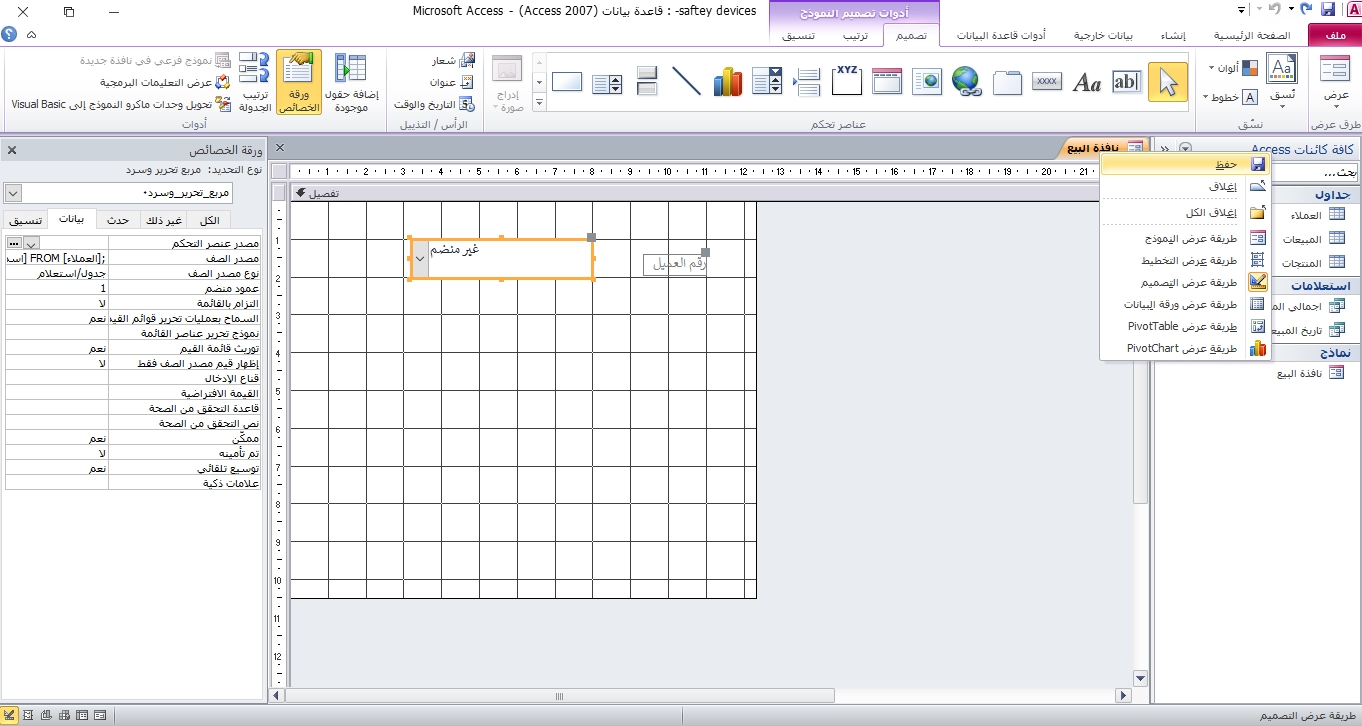 saftey devices- : قاعدة بيانات (Access 2007) - Microsoft Access
أدوات تصميم النموذج
ملف
الصفحة الرئيسية
إنشاء
بيانات خارجية
أدوات قاعدة البيانات
تصميم
ترتيب
تنسيق
عرض
طرق عرض
نُسق
ألوان
خطوط
نُسق
عناصر تحكم
إدراج صورة
شعار
عنوان
التاريخ والوقت
الرأس / التذييل
إضافة حقول موجودة
ورقة الخصائص
ترتيب الجدولة
نموذج فرعي في نافذة جديدة
عرض التعليمات البرمجية
تحويل وحدات ماكرو النموذج إلى Visual Basic
أدوات
كافة كائنات Access
بحث...
جداول
العملاء
المبيعات
المنتجات
استعلامات
اجمالي الم
تاريخ المبيع
نماذج
نافذة البيع
نافذة البيع
حفظ
إغلاق
إغلاق الكل
طريقة عرض النموذج
طريقة عرض التخطيط
طريقة عرض التصميم
طريقة عرض ورقة البيانات
طريقة عرض PivotTable
طريقة عرض PivotChart
تفصيل
رقم العميل
غير منضم
ورقة الخصائص
نوع التحديد: مربع تحرير وسرد
مربع_تحرير_وسرد٠
الكل
غير ذلك
حدث
بيانات
تنسيق
مصدر عنصر التحكم
مصدر الصف
[اس FROM [العملاء];
نوع مصدر الصف جدول/استعلام
عمود منضم 1
التزام بالقائمة لا
السماح بعمليات تحرير قوائم القيم نعم
نموذج تحرير عناصر القائمة
توريث قائمة القيم نعم
إظهار قيم مصدر الصف فقط لا
قناع الإدخال
القيمة الافتراضية
قاعدة التحقق من الصحة
نص التحقق من الصحة
ممكّن نعم
تم تأمينه لا
توسيع تلقائي نعم
علامات ذكية
طريقة عرض التصميم